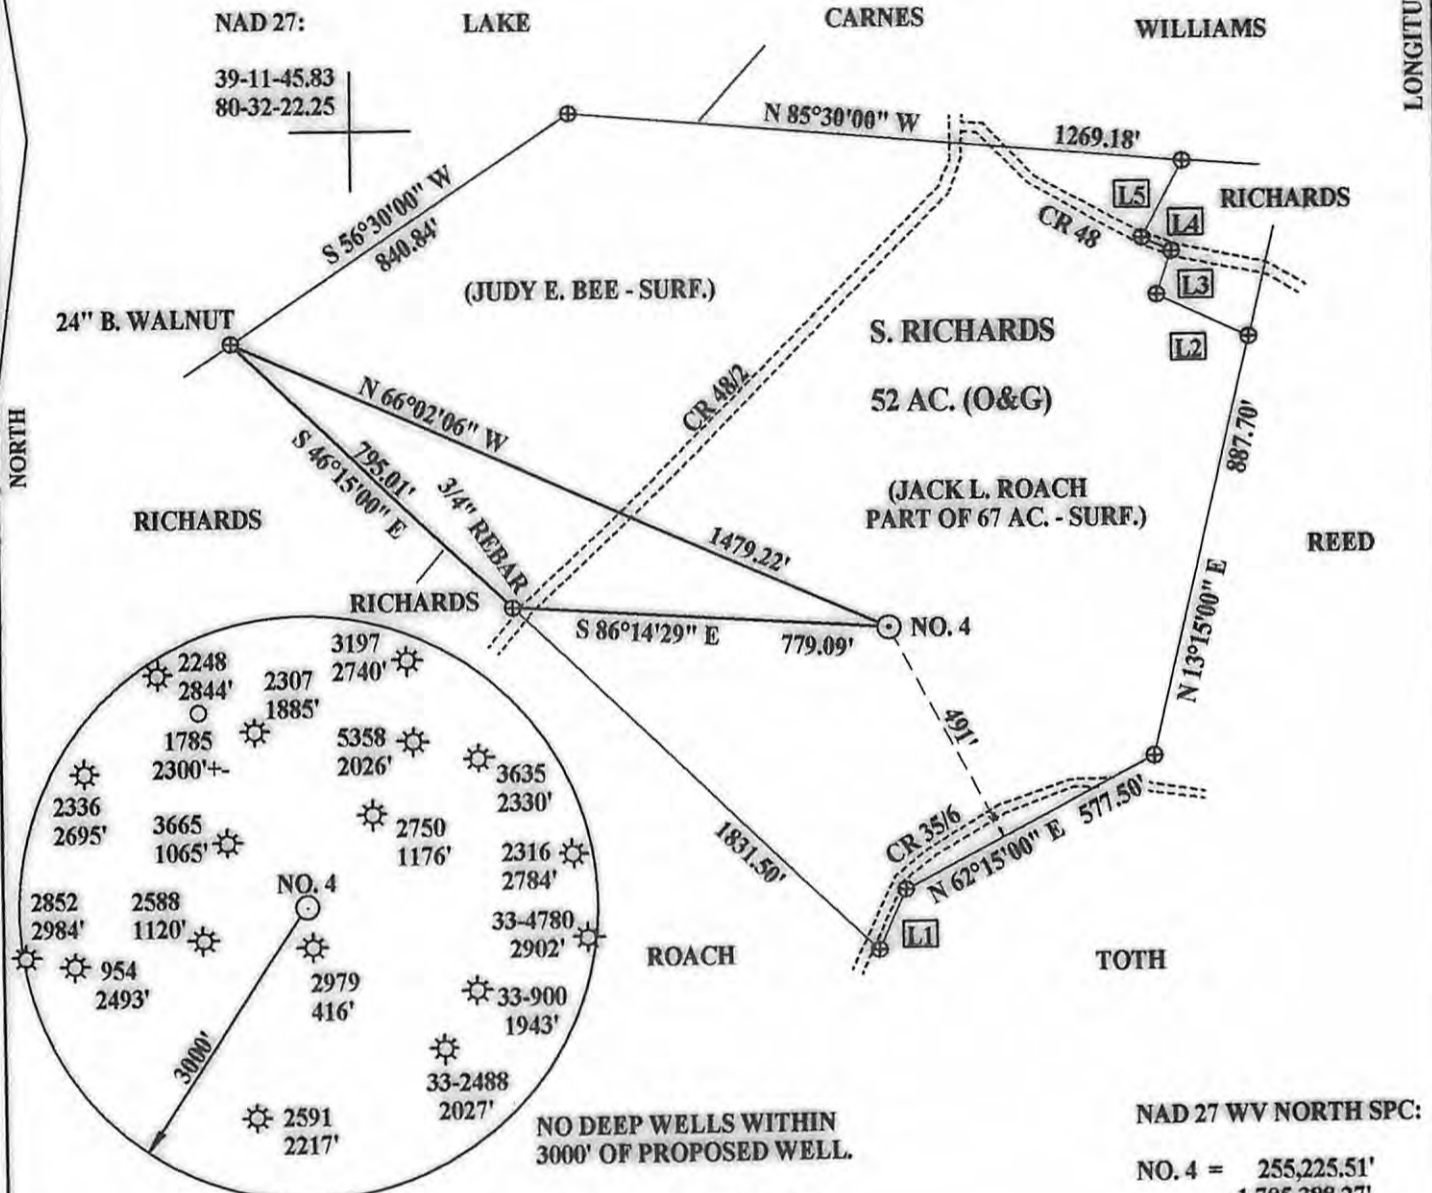 NAD 27:
39-11-45.83
80-32-22.25
LAKE
CARNES
WILLIAMS
N 85°30'00" W
1269.18'
S 56°30'00" W
840.84'
L5
L4
RICHARDS
CR 48
L3
L2
(JUDY E. BEE - SURF.)
24" B. WALNUT
S. RICHARDS
52 AC. (O&G)
(JACK L. ROACH
PART OF 67 AC. - SURF.)
CR 48/2
N 66°02'06" W
1479.22'
795.01'
S 46°15'00" E
3/4" REBAR
887.70'
N 13°15'00" E
NORTH
RICHARDS
REED
RICHARDS
S 86°14'29" E
779.09'
NO. 4
491'
1831.50'
CR 35/6
N 62°15'00" E
577.50'
L1
ROACH
TOTH
3197
2740'
2248
2844'
2307
1885'
1785
2300'+-
5358
2026'
3635
2330'
2336
2695'
3665
1065'
2750
1176'
2316
2784'
NO. 4
2852
2984'
2588
1120'
33-4780
2902'
954
2493'
2979
416'
33-900
1943'
3000'
33-2488
2027'
2591
2217'
NO DEEP WELLS WITHIN
3000' OF PROPOSED WELL.
NAD 27 WV NORTH SPC:
NO. 4 = 255,225.51'